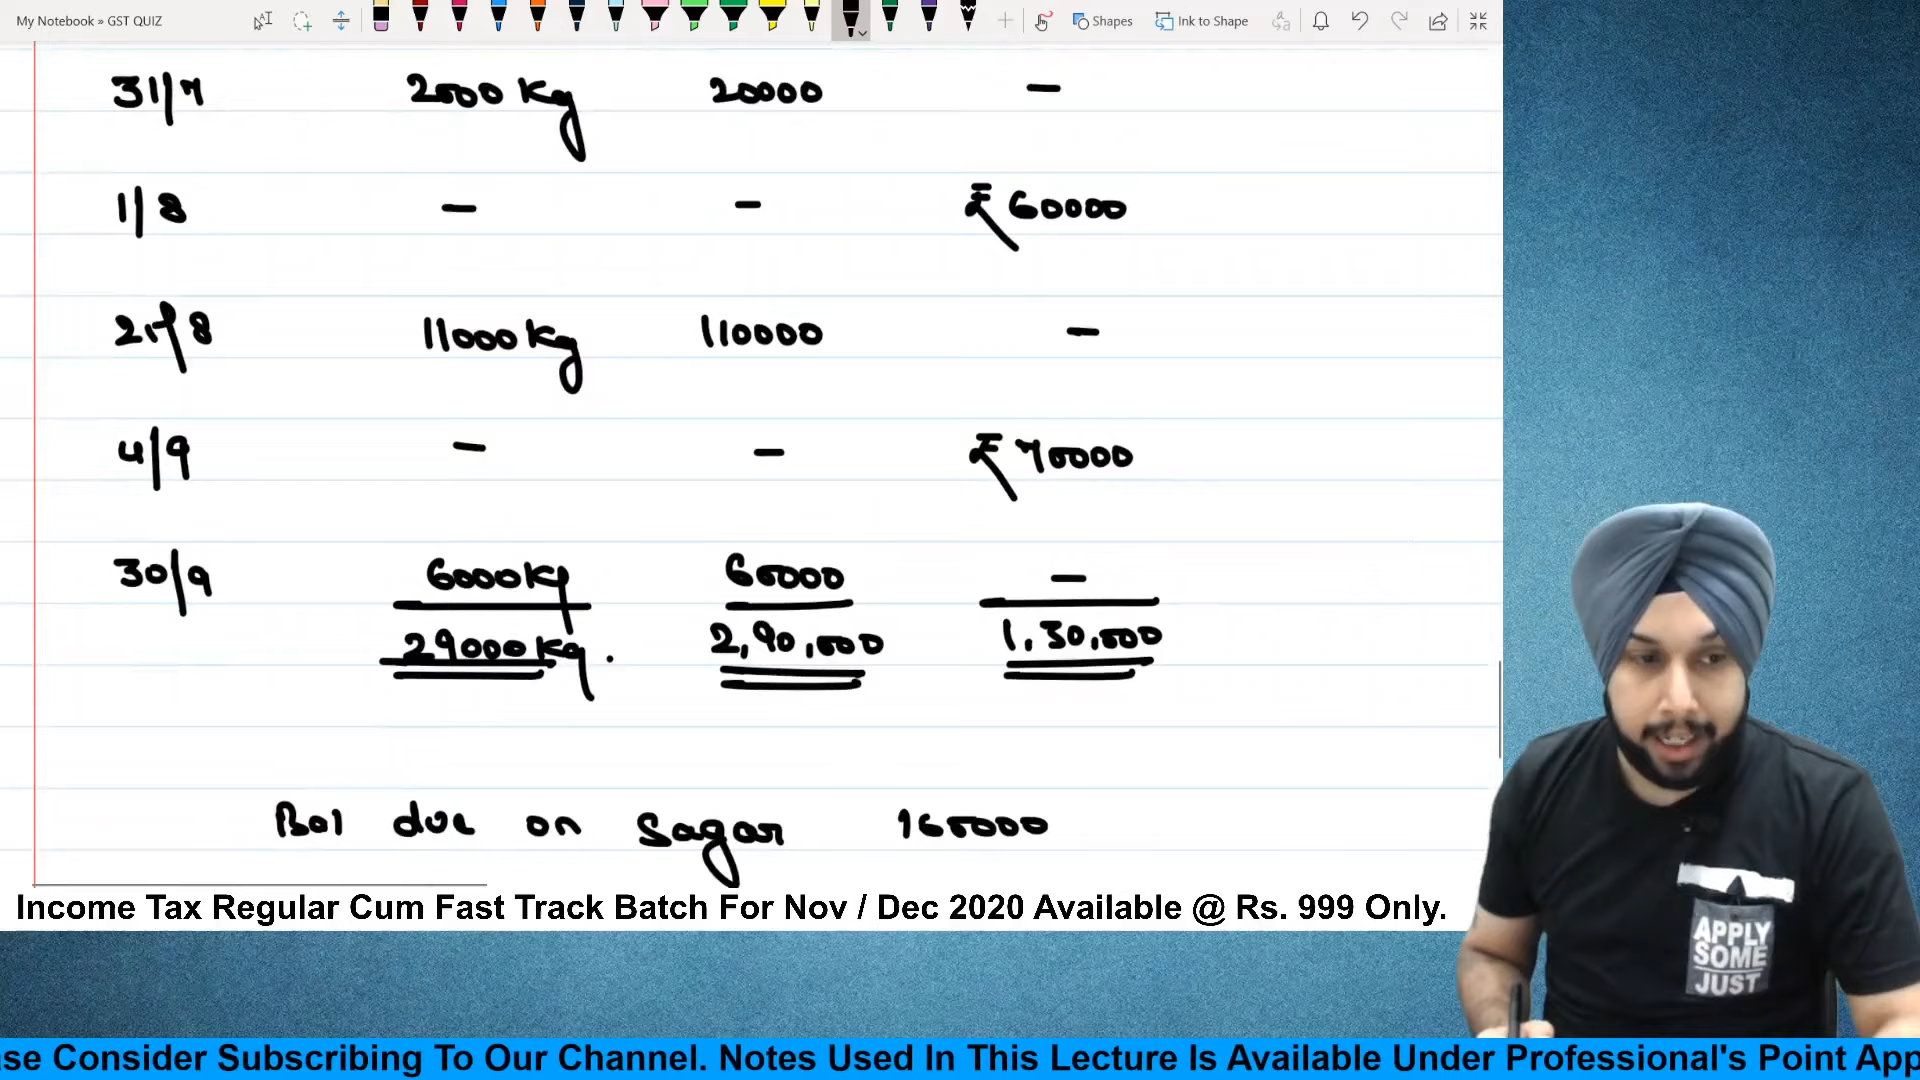 My Notebook » GST QUIZ
Shapes
Ink to Shape
31/7 2000 Kg 20000 —
1/8 — — ₹ 60000
21/8 11000 Kg 110000 —
4/9 — — ₹ 70000
30/9 6000 Kg 60000 —
29000 Kg. 2,90,000 1,30,000
Bal due on Sagar 160000
Income Tax Regular Cum Fast Track Batch For Nov / Dec 2020 Available @ Rs. 999 Only.
APPLY
SOME
JUST
se Consider Subscribing To Our Channel. Notes Used In This Lecture Is Available Under Professional's Point App